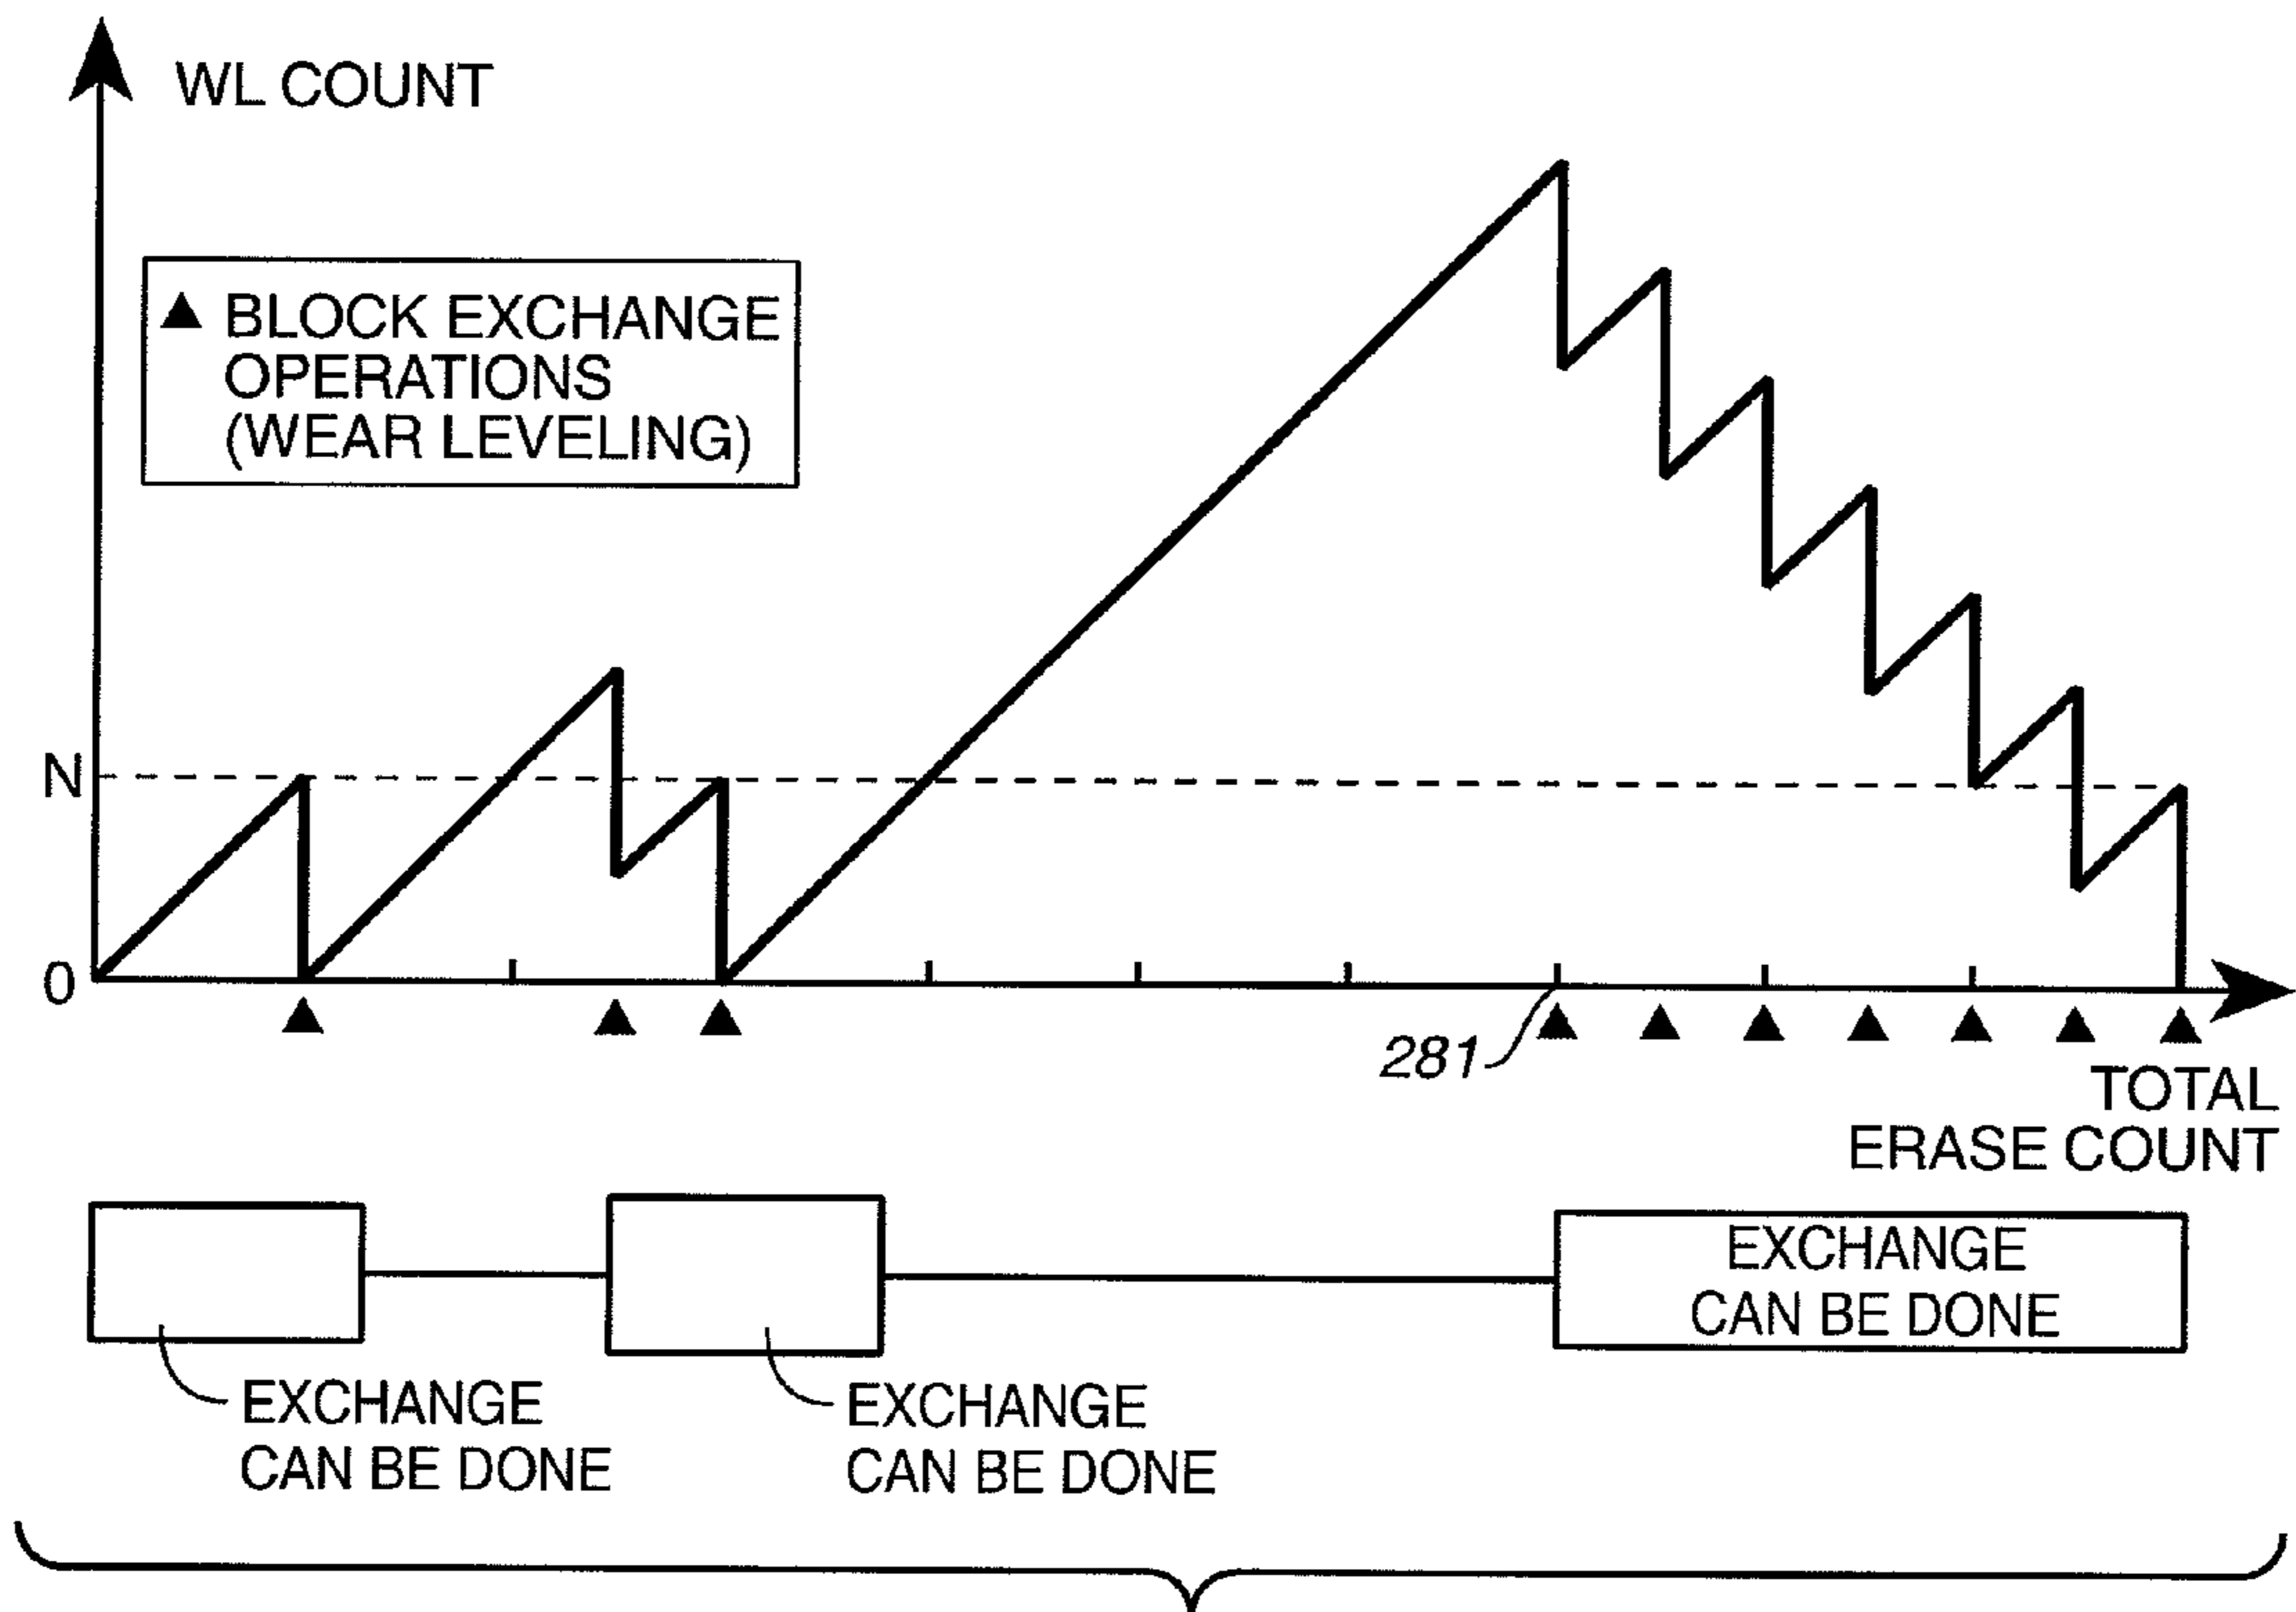 WL COUNT
▲ BLOCK EXCHANGE
OPERATIONS
(WEAR LEVELING)
N
0
281
TOTAL
ERASE COUNT
EXCHANGE
CAN BE DONE
EXCHANGE
CAN BE DONE
EXCHANGE
CAN BE DONE